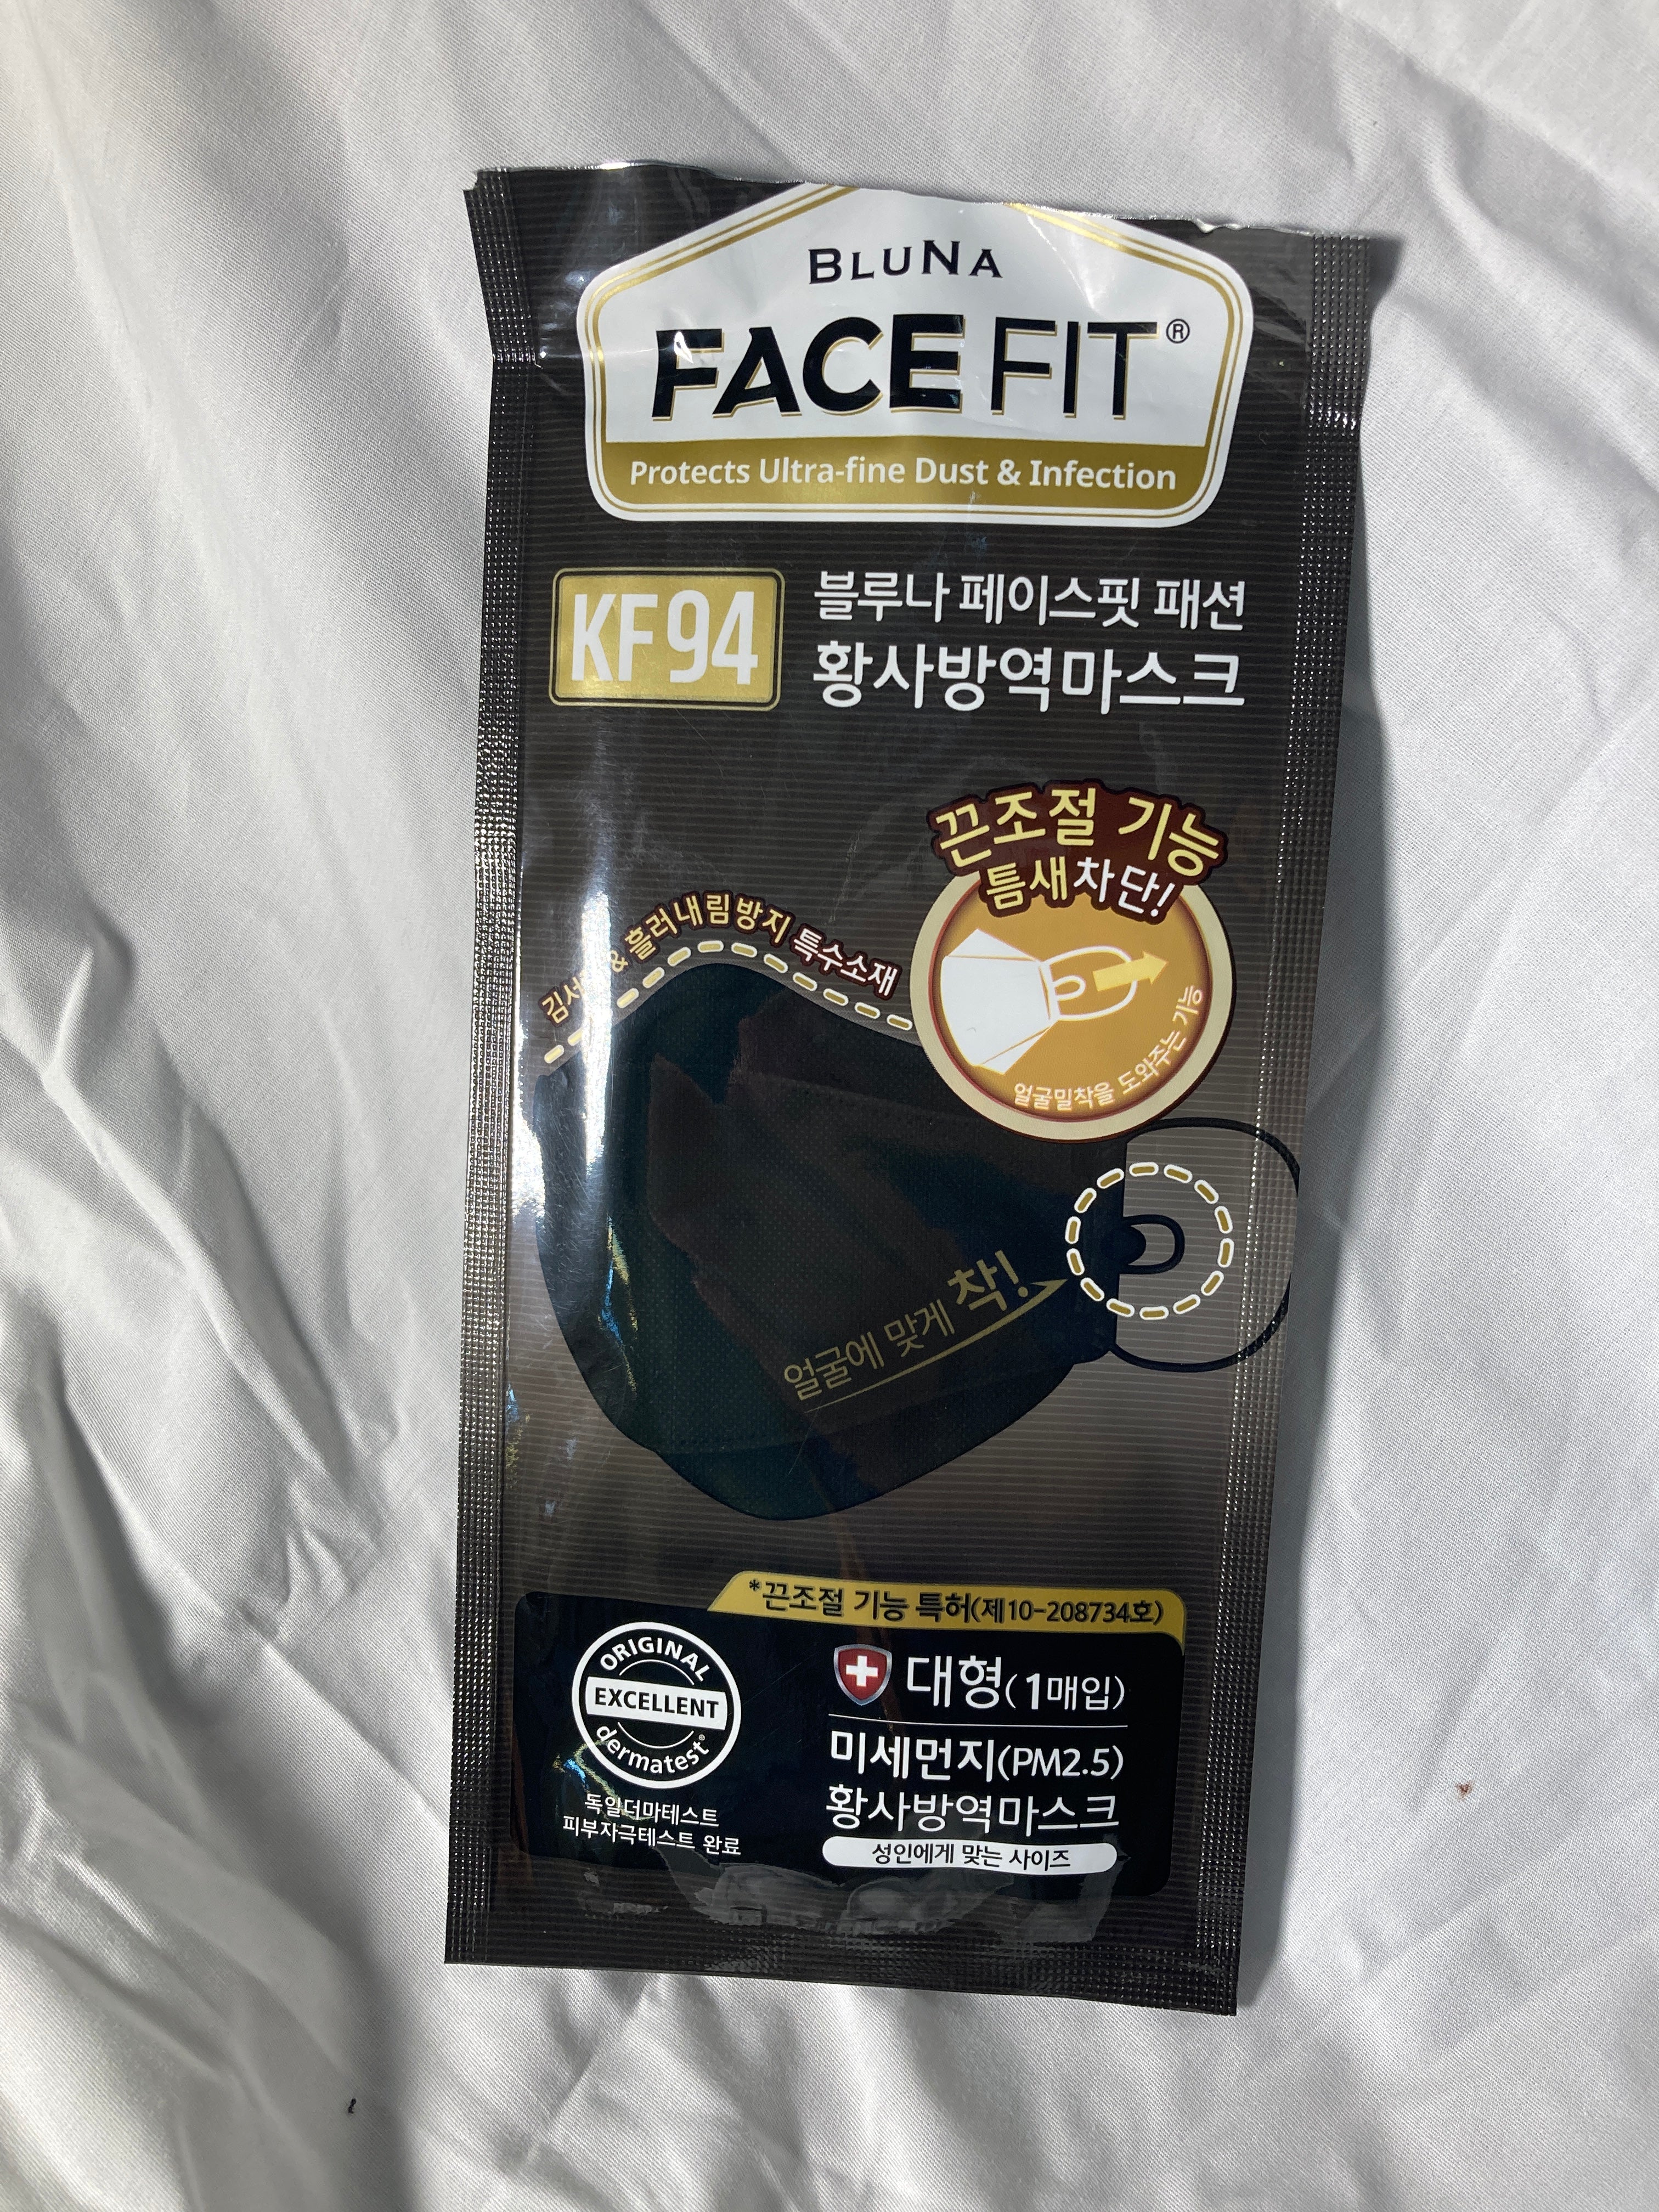 BLUNA
FACE FIT®
Protects Ultra-fine Dust & Infection
KF94
블루나 페이스핏 패션
황사방역마스크
끈조절 기능
틈새차단!
얼굴밀착을 도와주는 기능
& 흘러내림방지 특수소재
얼굴에 맞게 착!
*끈조절 기능 특허(제10-208734호)
ORIGINAL
EXCELLENT
dermatest®
독일더마테스트
피부자극테스트 완료
대형(1매입)
미세먼지(PM2.5)
황사방역마스크
성인에게 맞는 사이즈